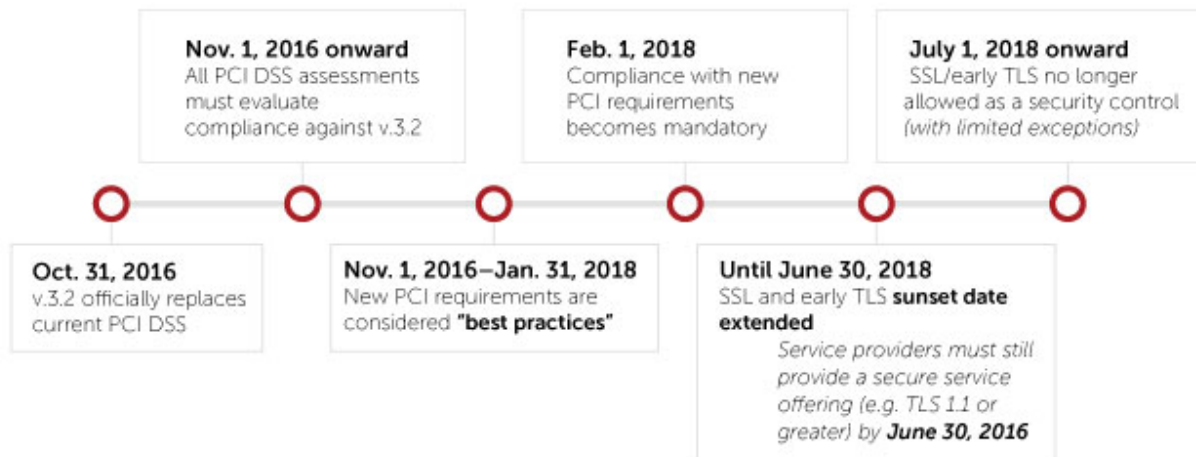 Nov. 1, 2016 onward
All PCI DSS assessments
must evaluate
compliance against v.3.2
Feb. 1, 2018
Compliance with new
PCI requirements
becomes mandatory
July 1, 2018 onward
SSL/early TLS no longer
allowed as a security control
(with limited exceptions)
Oct. 31, 2016
v.3.2 officially replaces
current PCI DSS
Nov. 1, 2016–Jan. 31, 2018
New PCI requirements are
considered "best practices"
Until June 30, 2018
SSL and early TLS sunset date
extended
Service providers must still
provide a secure service
offering (e.g. TLS 1.1 or
greater) by June 30, 2016